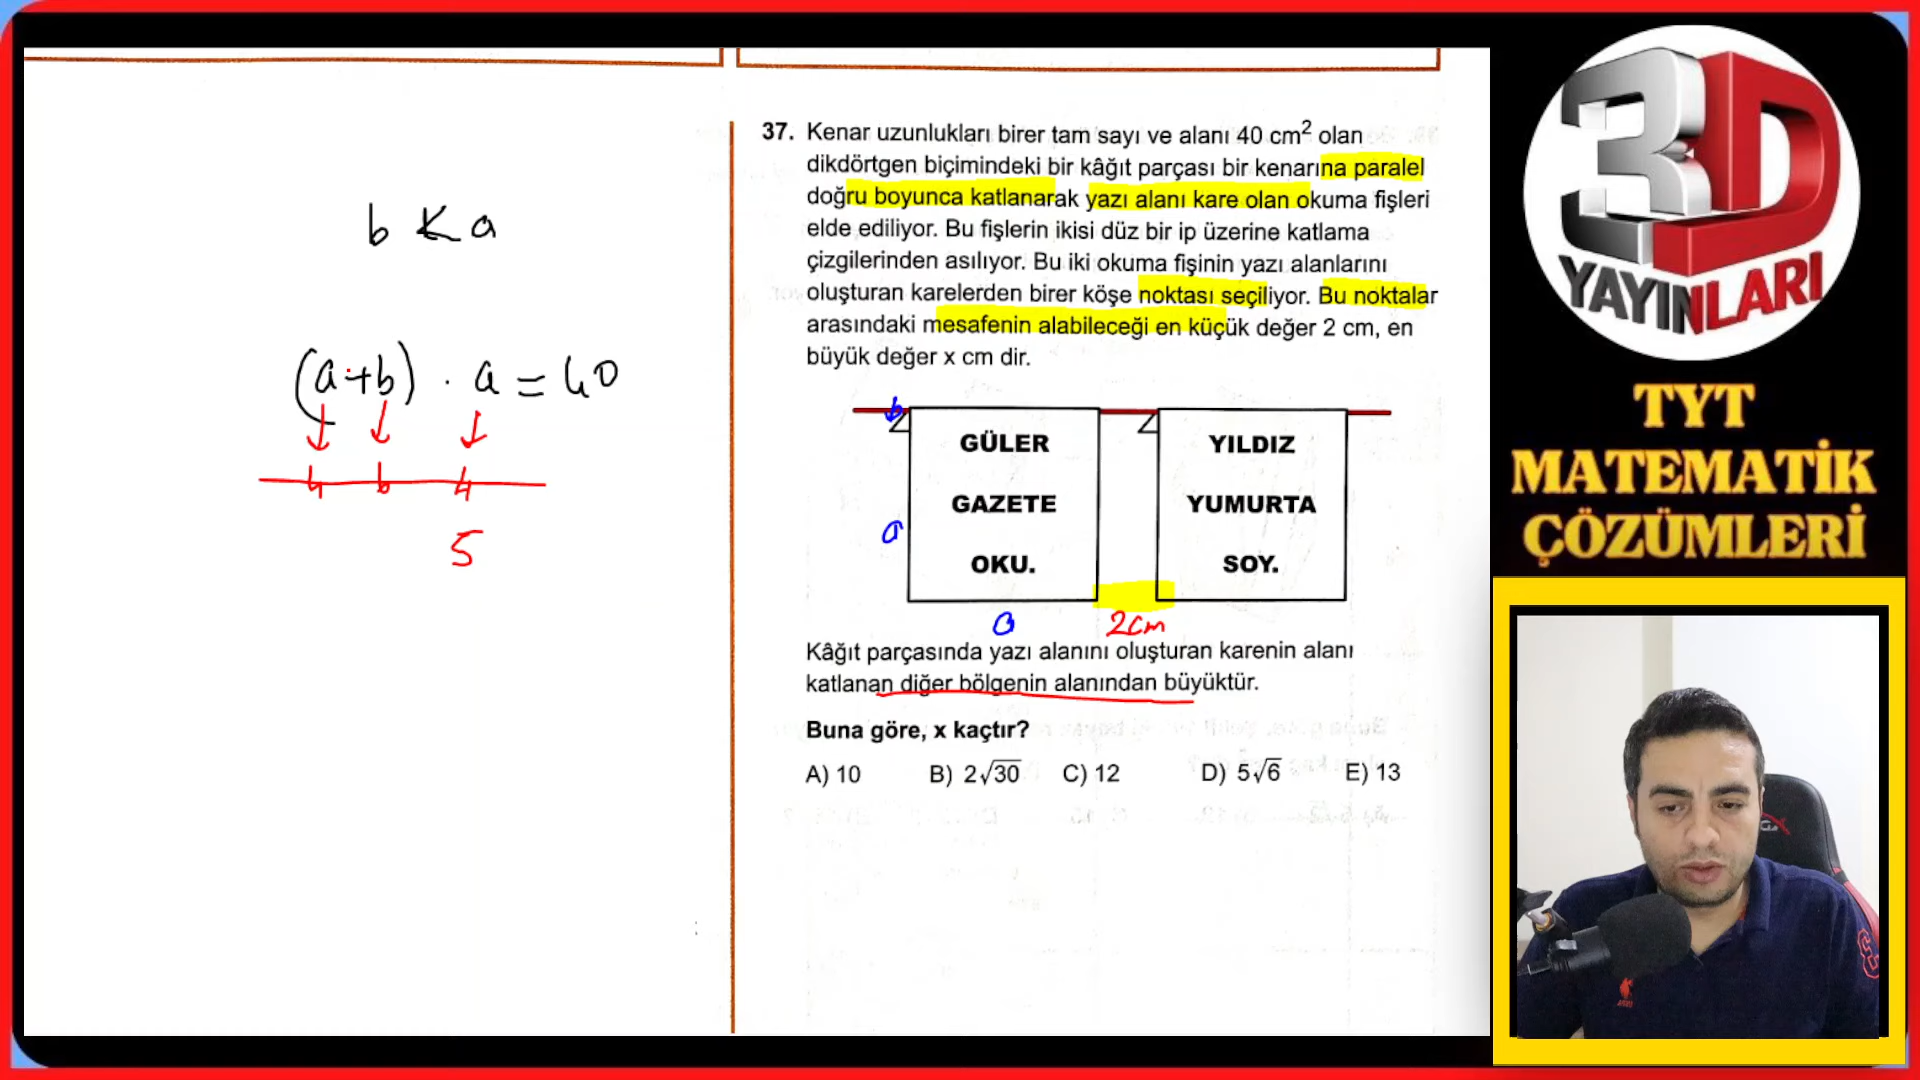 b < a
(a+b) · a = 40
4 6 4
5
37. Kenar uzunlukları birer tam sayı ve alanı 40 cm² olan
dikdörtgen biçimindeki bir kâğıt parçası bir kenarına paralel
doğru boyunca katlanarak yazı alanı kare olan okuma fişleri
elde ediliyor. Bu fişlerin ikisi düz bir ip üzerine katlama
çizgilerinden asılıyor. Bu iki okuma fişinin yazı alanlarını
oluşturan karelerden birer köşe noktası seçiliyor. Bu noktalar
arasındaki mesafenin alabileceği en küçük değer 2 cm, en
büyük değer x cm dir.
b
GÜLER
GAZETE
OKU.
YILDIZ
YUMURTA
SOY.
a
a
2cm
Kâğıt parçasında yazı alanını oluşturan karenin alanı
katlanan diğer bölgenin alanından büyüktür.
Buna göre, x kaçtır?
A) 10 B) 2√30 C) 12 D) 5√6 E) 13
3D
YAYINLARI
TYT
MATEMATİK
ÇÖZÜMLERİ